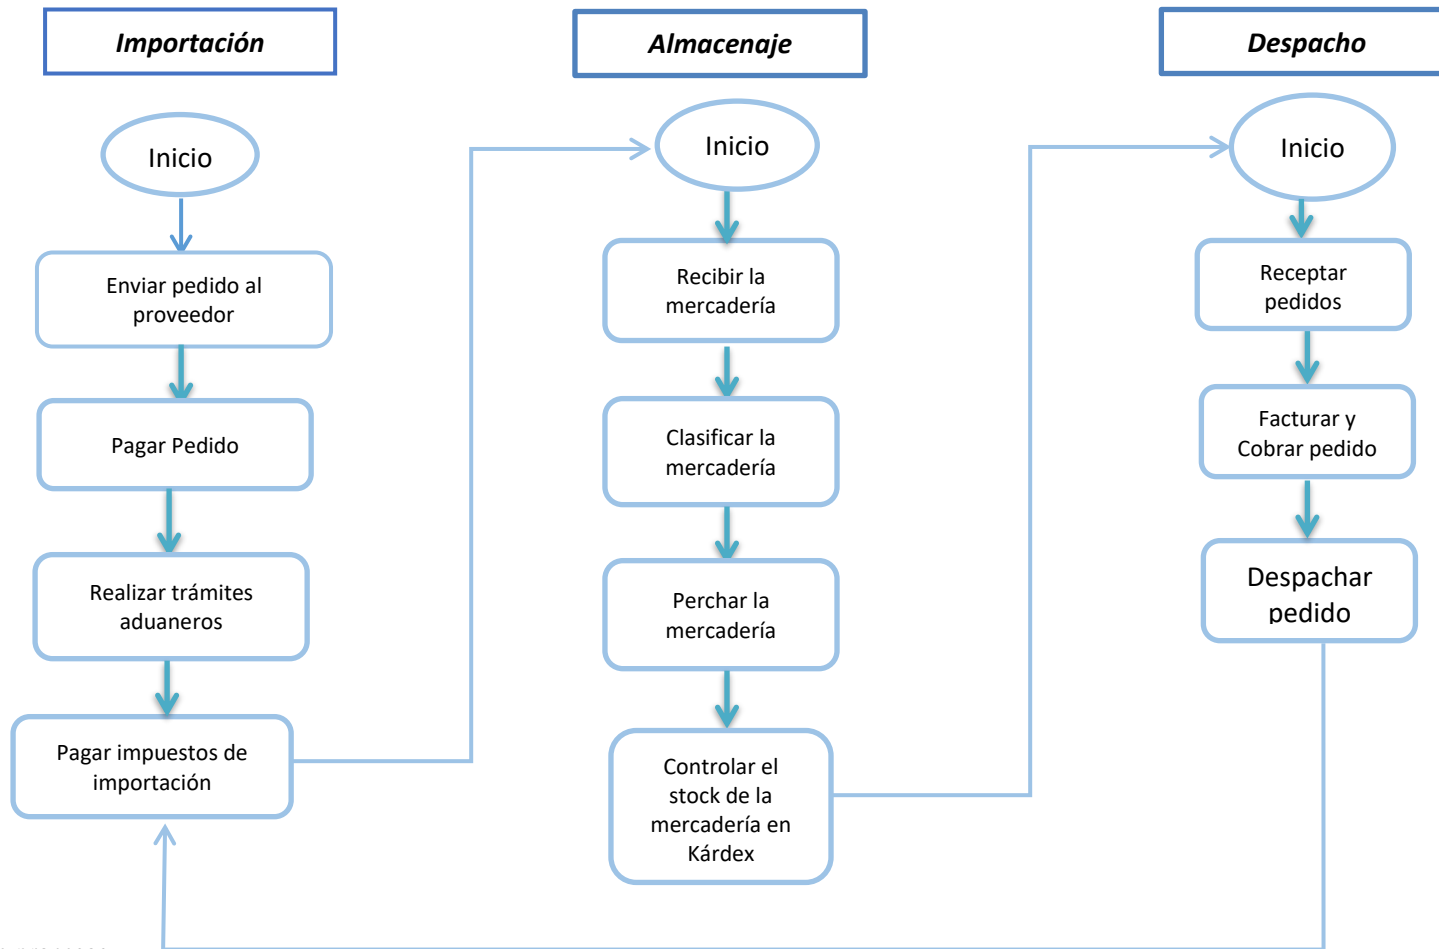 Importación
Inicio
Enviar pedido al
proveedor
Pagar Pedido
Realizar trámites
aduaneros
Pagar impuestos de
importación
Almacenaje
Inicio
Recibir la
mercadería
Clasificar la
mercadería
Perchar la
mercadería
Controlar el
stock de la
mercadería en
Kárdex
Despacho
Inicio
Receptar
pedidos
Facturar y
Cobrar pedido
Despachar
pedido